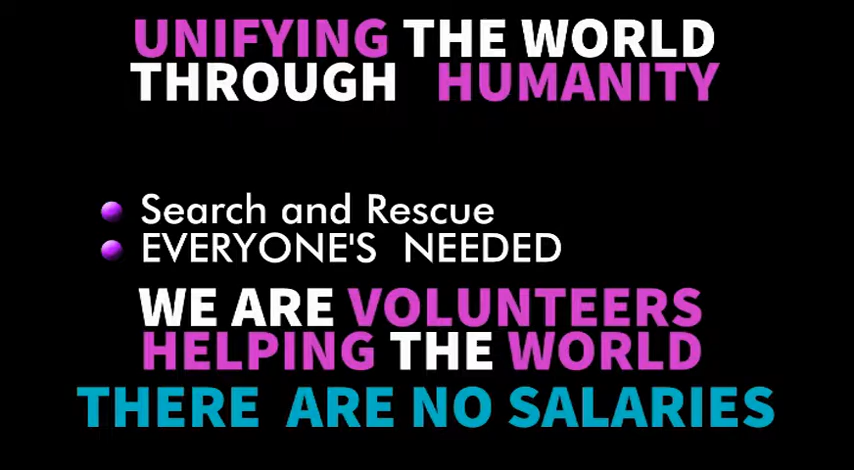 UNIFYING THE WORLD
THROUGH HUMANITY
Search and Rescue
EVERYONE'S NEEDED
WE ARE VOLUNTEERS
HELPING THE WORLD
THERE ARE NO SALARIES